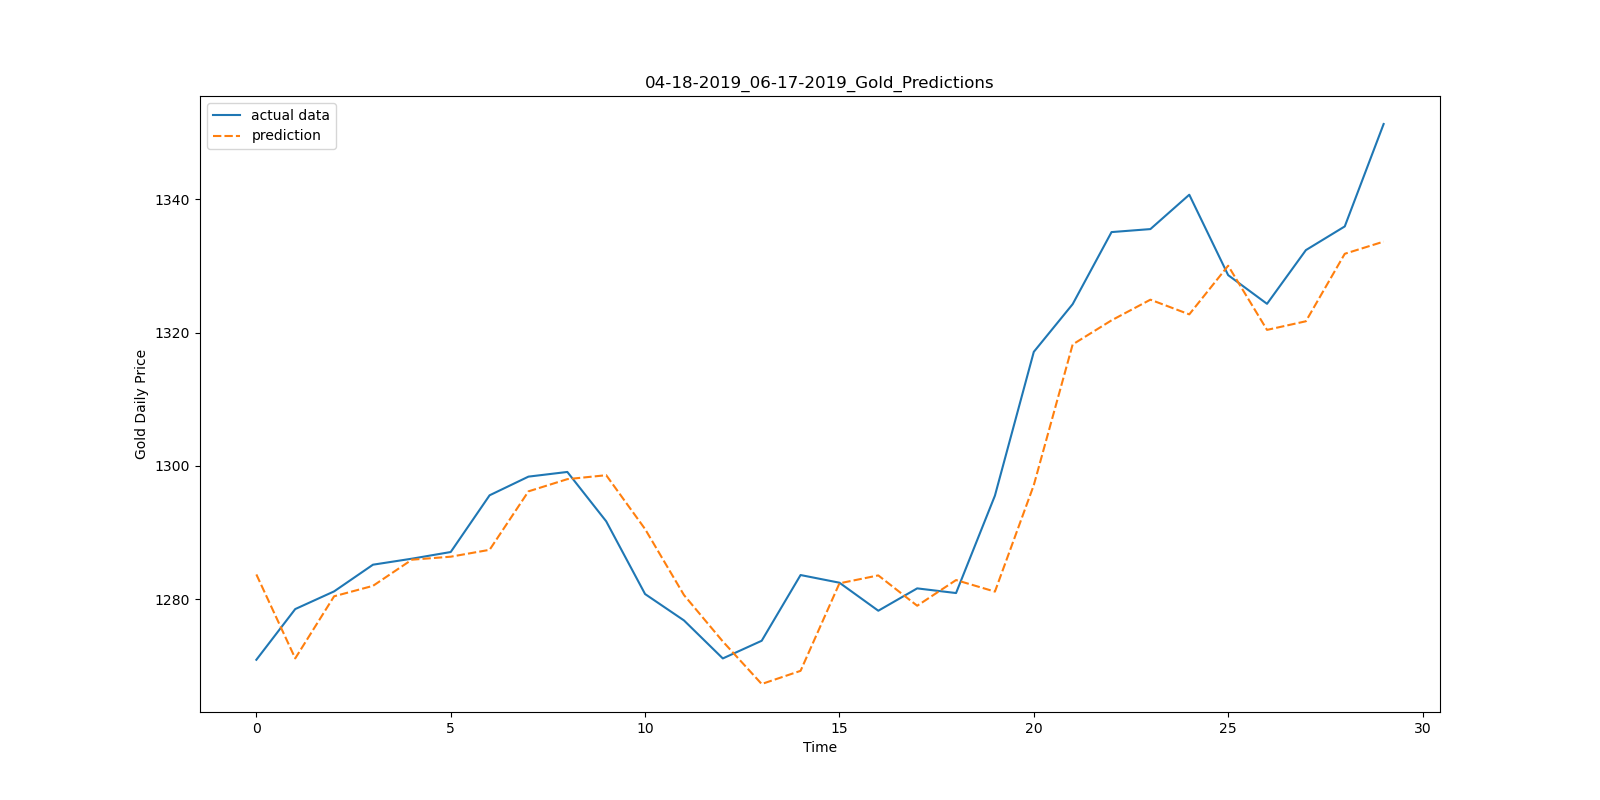 04-18-2019_06-17-2019_Gold_Predictions
actual data
prediction
Gold Daily Price
1340
1320
1300
1280
0 5 10 15 20 25 30
Time